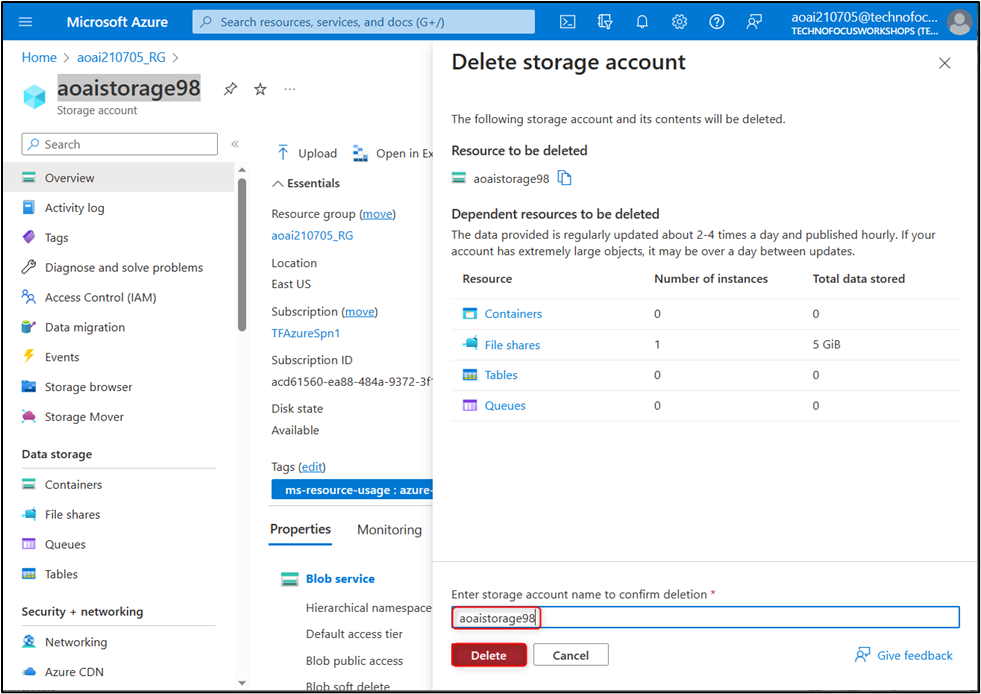 Microsoft Azure
Search resources, services, and docs (G+/)
aoai210705@technofoc...
TECHNOFOCUSWORKSHOPS (TE...
Home > aoai210705_RG >
aoaistorage98
Storage account
Search
Overview
Activity log
Tags
Diagnose and solve problems
Access Control (IAM)
Data migration
Events
Storage browser
Storage Mover
Data storage
Containers
File shares
Queues
Tables
Security + networking
Networking
Azure CDN
Upload
Open in Ex
Essentials
Resource group (move)
aoai210705_RG
Location
East US
Subscription (move)
TFAzureSpn1
Subscription ID
acd61560-ea88-484a-9372-3f
Disk state
Available
Tags (edit)
ms-resource-usage : azure-
Properties
Monitoring
Blob service
Hierarchical namespace
Default access tier
Blob public access
Blob soft delete
Delete storage account
The following storage account and its contents will be deleted.
Resource to be deleted
aoaistorage98
Dependent resources to be deleted
The data provided is regularly updated about 2-4 times a day and published hourly. If your
account has extremely large objects, it may be over a day between updates.
Resource Number of instances Total data stored
Containers 0 0
File shares 1 5 GiB
Tables 0 0
Queues 0 0
Enter storage account name to confirm deletion *
aoaistorage98
Delete Cancel
Give feedback